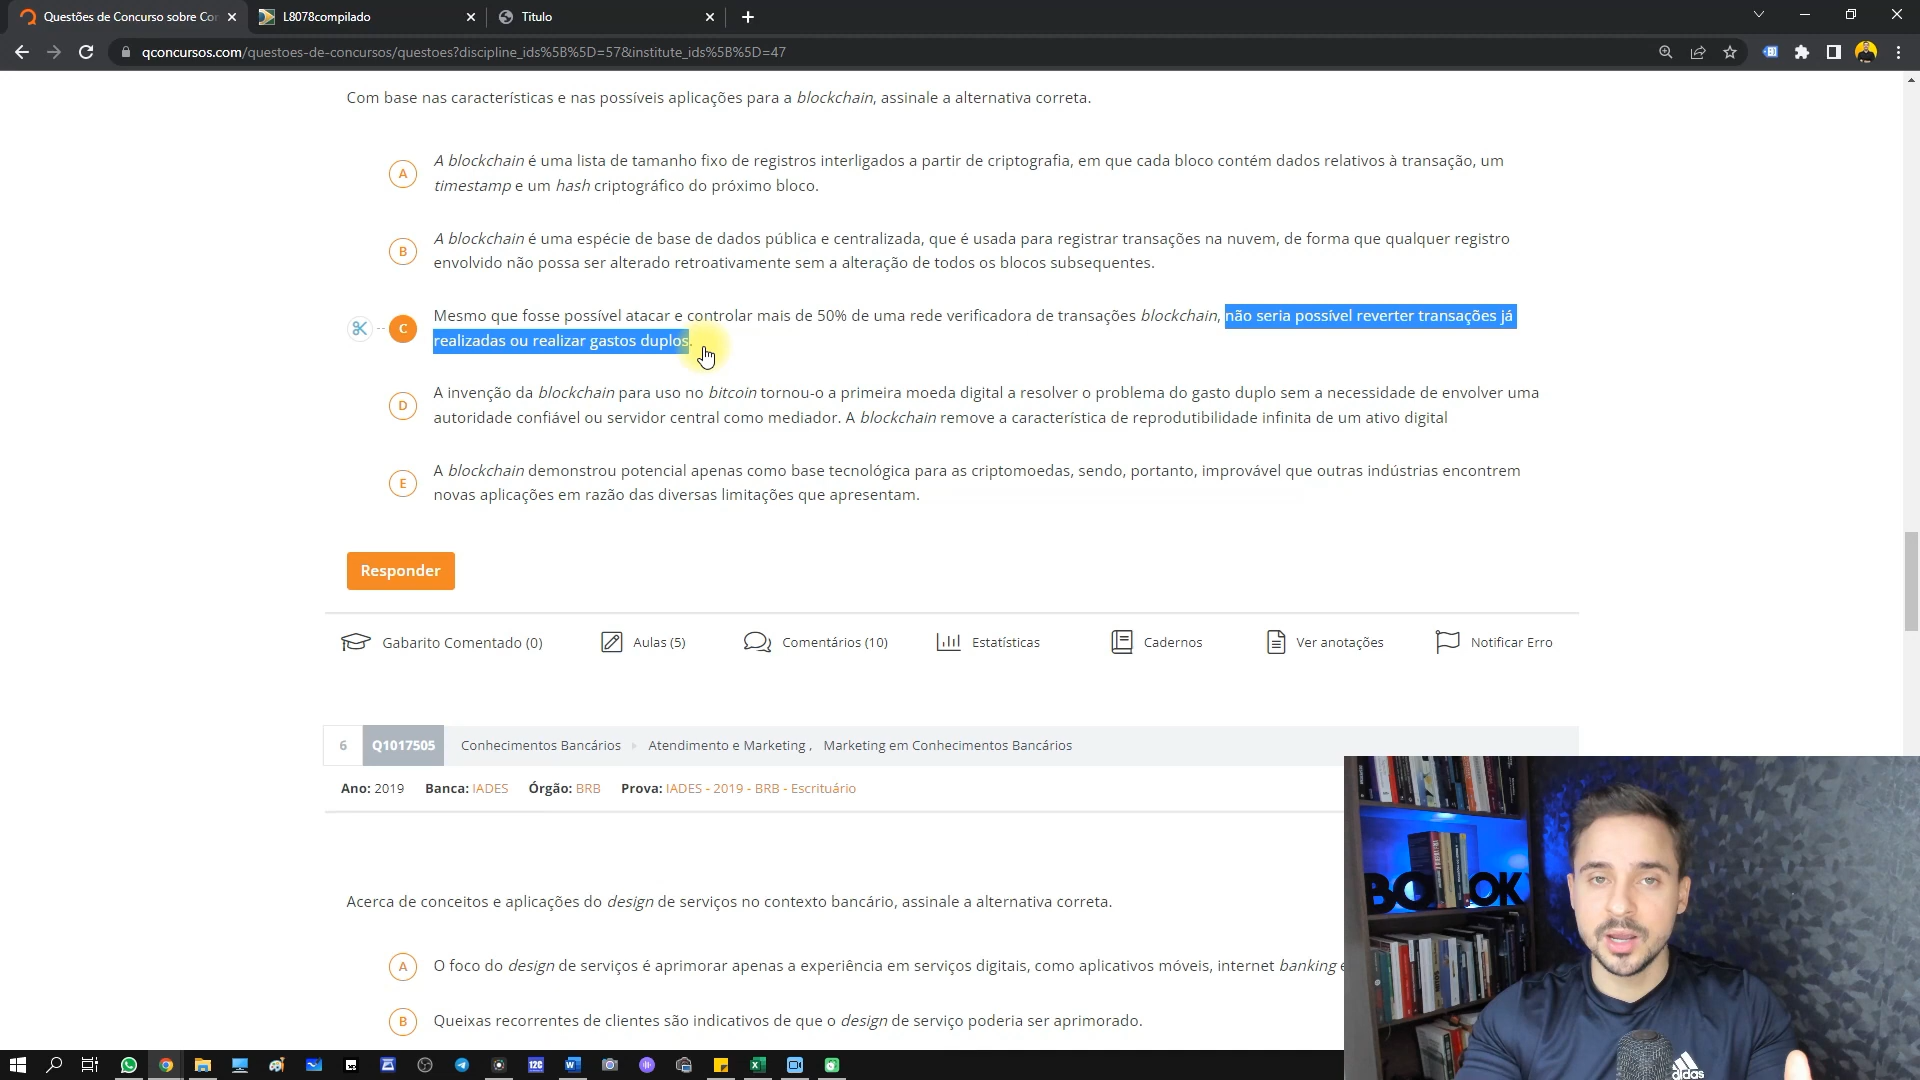 Questões de Concurso sobre Co
L8078compilado
Titulo
qconcursos.com/questoes-de-concursos/questoes?discipline_ids%5B%5D=57&institute_ids%5B%5D=47
Com base nas características e nas possíveis aplicações para a blockchain, assinale a alternativa correta.
A
A blockchain é uma lista de tamanho fixo de registros interligados a partir de criptografia, em que cada bloco contém dados relativos à transação, um
timestamp e um hash criptográfico do próximo bloco.
B
A blockchain é uma espécie de base de dados pública e centralizada, que é usada para registrar transações na nuvem, de forma que qualquer registro
envolvido não possa ser alterado retroativamente sem a alteração de todos os blocos subsequentes.
C
Mesmo que fosse possível atacar e controlar mais de 50% de uma rede verificadora de transações blockchain, não seria possível reverter transações já
realizadas ou realizar gastos duplos.
D
A invenção da blockchain para uso no bitcoin tornou-o a primeira moeda digital a resolver o problema do gasto duplo sem a necessidade de envolver uma
autoridade confiável ou servidor central como mediador. A blockchain remove a característica de reprodutibilidade infinita de um ativo digital
E
A blockchain demonstrou potencial apenas como base tecnológica para as criptomoedas, sendo, portanto, improvável que outras indústrias encontrem
novas aplicações em razão das diversas limitações que apresentam.
Responder
Gabarito Comentado (0)
Aulas (5)
Comentários (10)
Estatísticas
Cadernos
Ver anotações
Notificar Erro
6
Q1017505
Conhecimentos Bancários
Atendimento e Marketing , Marketing em Conhecimentos Bancários
Ano: 2019 Banca: IADES Órgão: BRB Prova: IADES - 2019 - BRB - Escriturário
Acerca de conceitos e aplicações do design de serviços no contexto bancário, assinale a alternativa correta.
A
O foco do design de serviços é aprimorar apenas a experiência em serviços digitais, como aplicativos móveis, internet banking e
B
Queixas recorrentes de clientes são indicativos de que o design de serviço poderia ser aprimorado.
BOOK
adidas
12C